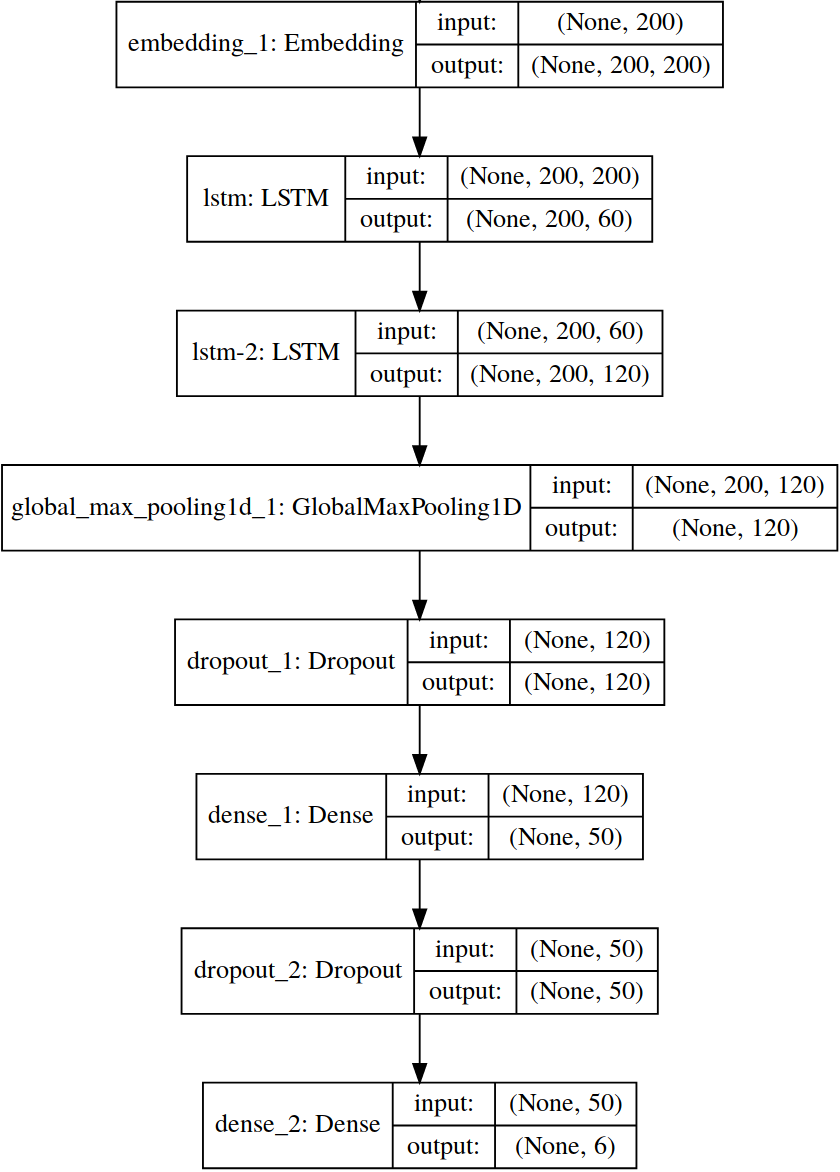 embedding_1: Embedding
input:
(None, 200)
output:
(None, 200, 200)
lstm: LSTM
input:
(None, 200, 200)
output:
(None, 200, 60)
lstm-2: LSTM
input:
(None, 200, 60)
output:
(None, 200, 120)
global_max_pooling1d_1: GlobalMaxPooling1D
input:
(None, 200, 120)
output:
(None, 120)
dropout_1: Dropout
input:
(None, 120)
output:
(None, 120)
dense_1: Dense
input:
(None, 120)
output:
(None, 50)
dropout_2: Dropout
input:
(None, 50)
output:
(None, 50)
dense_2: Dense
input:
(None, 50)
output:
(None, 6)